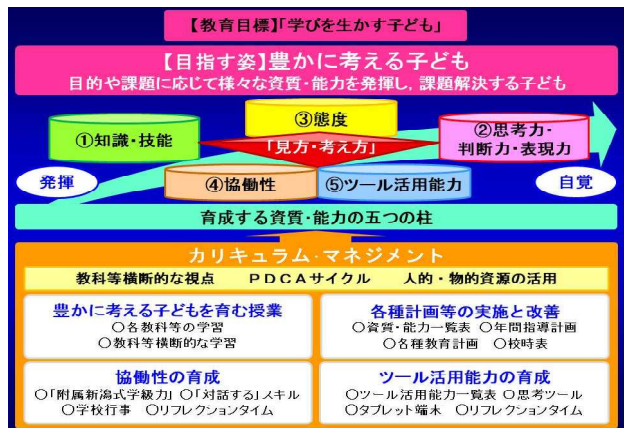 【教育目標】「学びを生かす子ども」
【目指す姿】豊かに考える子ども
目的や課題に応じて様々な資質・能力を発揮し,課題解決する子ども
③態度
①知識・技能
「見方・考え方」
②思考力・
判断力・表現力
発揮
④協働性
⑤ツール活用能力
自覚
育成する資質・能力の五つの柱
カリキュラム・マネジメント
教科等横断的な視点 PDCAサイクル 人的・物的資源の活用
豊かに考える子どもを育む授業
○各教科等の学習
○教科等横断的な学習
各種計画等の実施と改善
○資質・能力一覧表 ○年間指導計画
○各種教育計画 ○校時表
協働性の育成
○「附属新潟式学級力」 ○「対話する」スキル
○学校行事 ○リフレクションタイム
ツール活用能力の育成
○ツール活用能力一覧表 ○思考ツール
○タブレット端末 ○リフレクションタイム